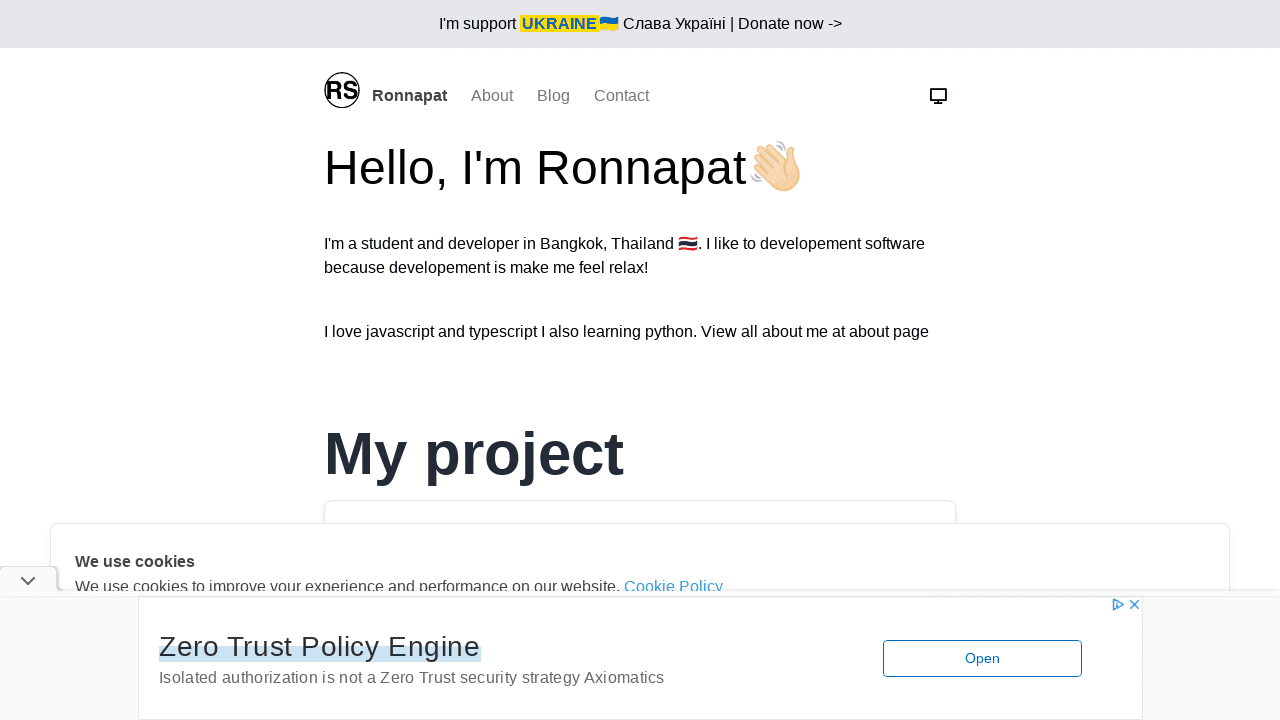 I'm support UKRAINE🇺🇦 Слава Україні | Donate now ->
RS Ronnapat About Blog Contact
Hello, I'm Ronnapat👋🏼
I'm a student and developer in Bangkok, Thailand 🇹🇭. I like to developement software
because developement is make me feel relax!
I love javascript and typescript I also learning python. View all about me at about page
My project
We use cookies
We use cookies to improve your experience and performance on our website. Cookie Policy
Zero Trust Policy Engine
Isolated authorization is not a Zero Trust security strategy Axiomatics
Open